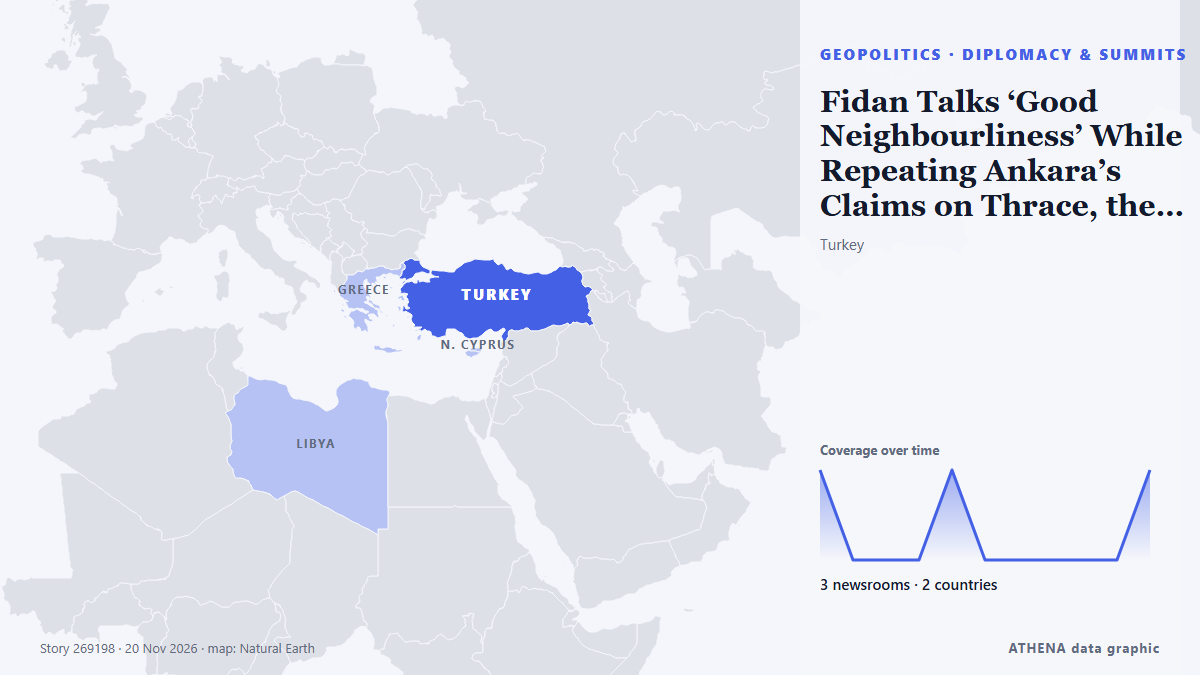 GEOPOLITICS · DIPLOMACY & SUMMITS
Fidan Talks ‘Good
Neighbourliness’ While
Repeating Ankara’s
Claims on Thrace, the…
Turkey
GREECE
TURKEY
N. CYPRUS
LIBYA
Coverage over time
3 newsrooms · 2 countries
Story 269198 · 20 Nov 2026 · map: Natural Earth
ATHENA data graphic